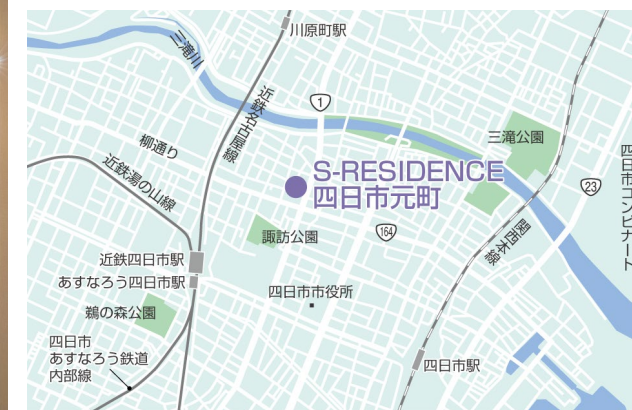 川原町駅
三滝川
1
近鉄名古屋線
三滝公園
柳通り
S-RESIDENCE
四日市元町
近鉄湯の山線
23
四日市コンビナート
諏訪公園
164
関西本線
近鉄四日市駅
あすなろう四日市駅
四日市市役所
鵜の森公園
四日市
あすなろう鉄道
内部線
四日市駅